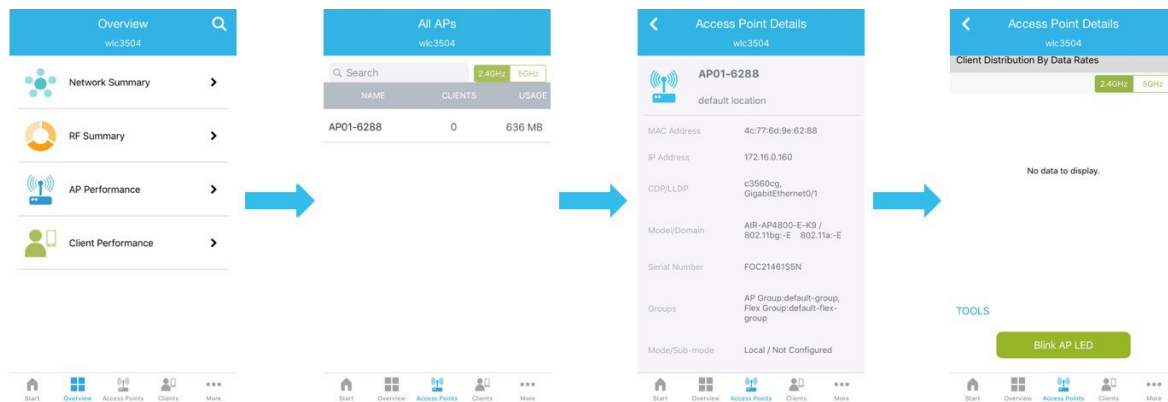 Overview
wlc3504
Network Summary
RF Summary
AP Performance
Client Performance
Start Overview Access Points Clients More
All APs
wlc3504
Search 2.4GHz 5GHz
NAME CLIENTS USAGE
AP01-6288 0 636 MB
Start Overview Access Points Clients More
Access Point Details
wlc3504
AP01-6288
default location
MAC Address 4c:77:6d:9e:62:88
IP Address 172.16.0.160
CDP/LLDP c3560cg,
GigabitEthernet0/1
Model/Domain AIR-AP4800-E-K9 /
802.11bg:-E 802.11a:-E
Serial Number FOC21461S5N
Groups AP Group:default-group,
Flex Group:default-flex-
group
Mode/Sub-mode Local / Not Configured
Start Overview Access Points Clients More
Access Point Details
wlc3504
Client Distribution By Data Rates
2.4GHz 5GHz
No data to display.
TOOLS
Blink AP LED
Start Overview Access Points Clients More